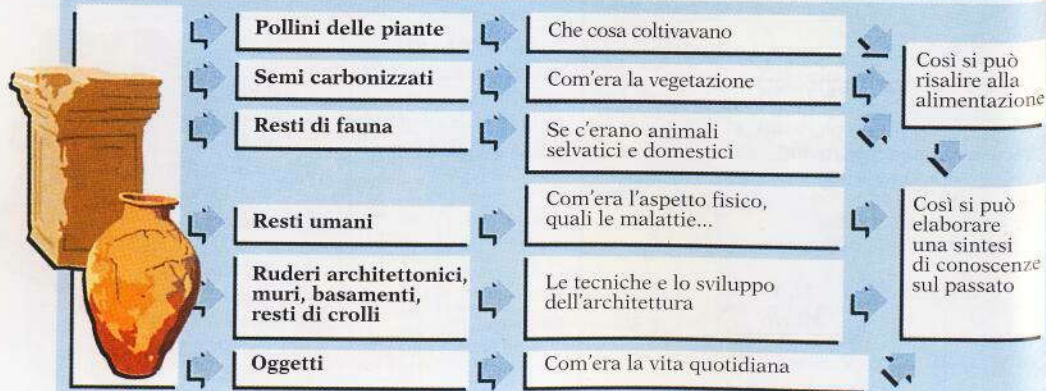 Pollini delle piante
Che cosa coltivavano
Semi carbonizzati
Com'era la vegetazione
Resti di fauna
Se c'erano animali
selvatici e domestici
Così si può
risalire alla
alimentazione
Resti umani
Com'era l'aspetto fisico,
quali le malattie...
Ruderi architettonici,
muri, basamenti,
resti di crolli
Le tecniche e lo sviluppo
dell'architettura
Oggetti
Com'era la vita quotidiana
Così si può
elaborare
una sintesi
di conoscenze
sul passato